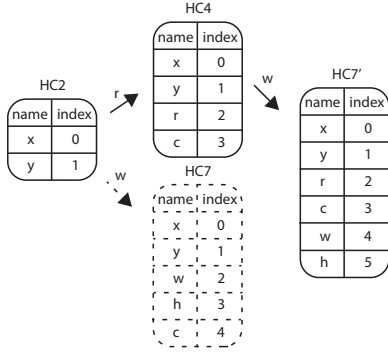 HC2
name index
x 0
y 1
r
HC4
name index
x 0
y 1
r 2
c 3
w
HC7
name index
x 0
y 1
w 2
h 3
c 4
w
HC7'
name index
x 0
y 1
r 2
c 3
w 4
h 5